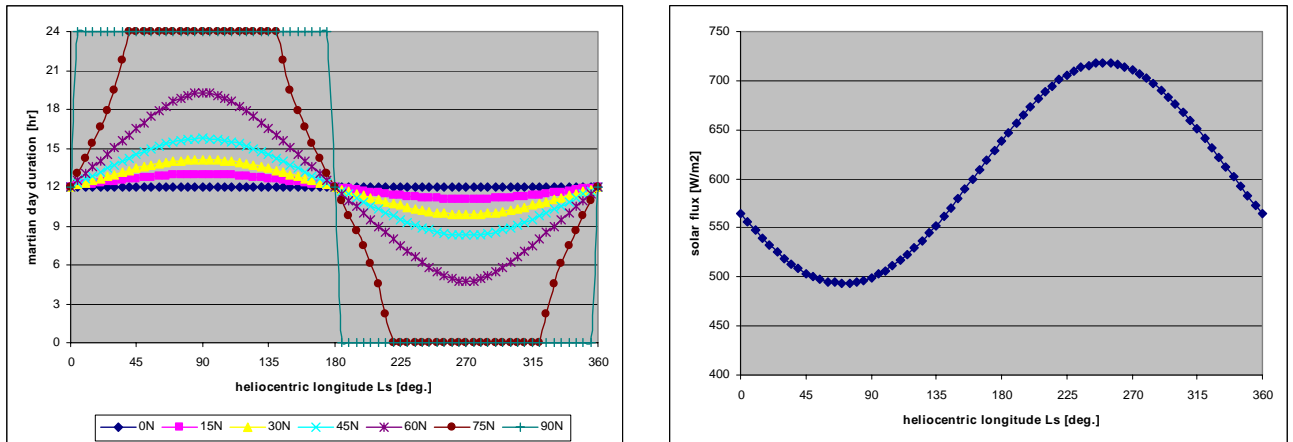 martian day duration [hr]
24
21
18
15
12
9
6
3
0
0 45 90 135 180 225 270 315 360
heliocentric longitude Ls [deg.]
0N 15N 30N 45N 60N 75N 90N
solar flux [W/m2]
750
700
650
600
550
500
450
400
0 45 90 135 180 225 270 315 360
heliocentric longitude Ls [deg.]